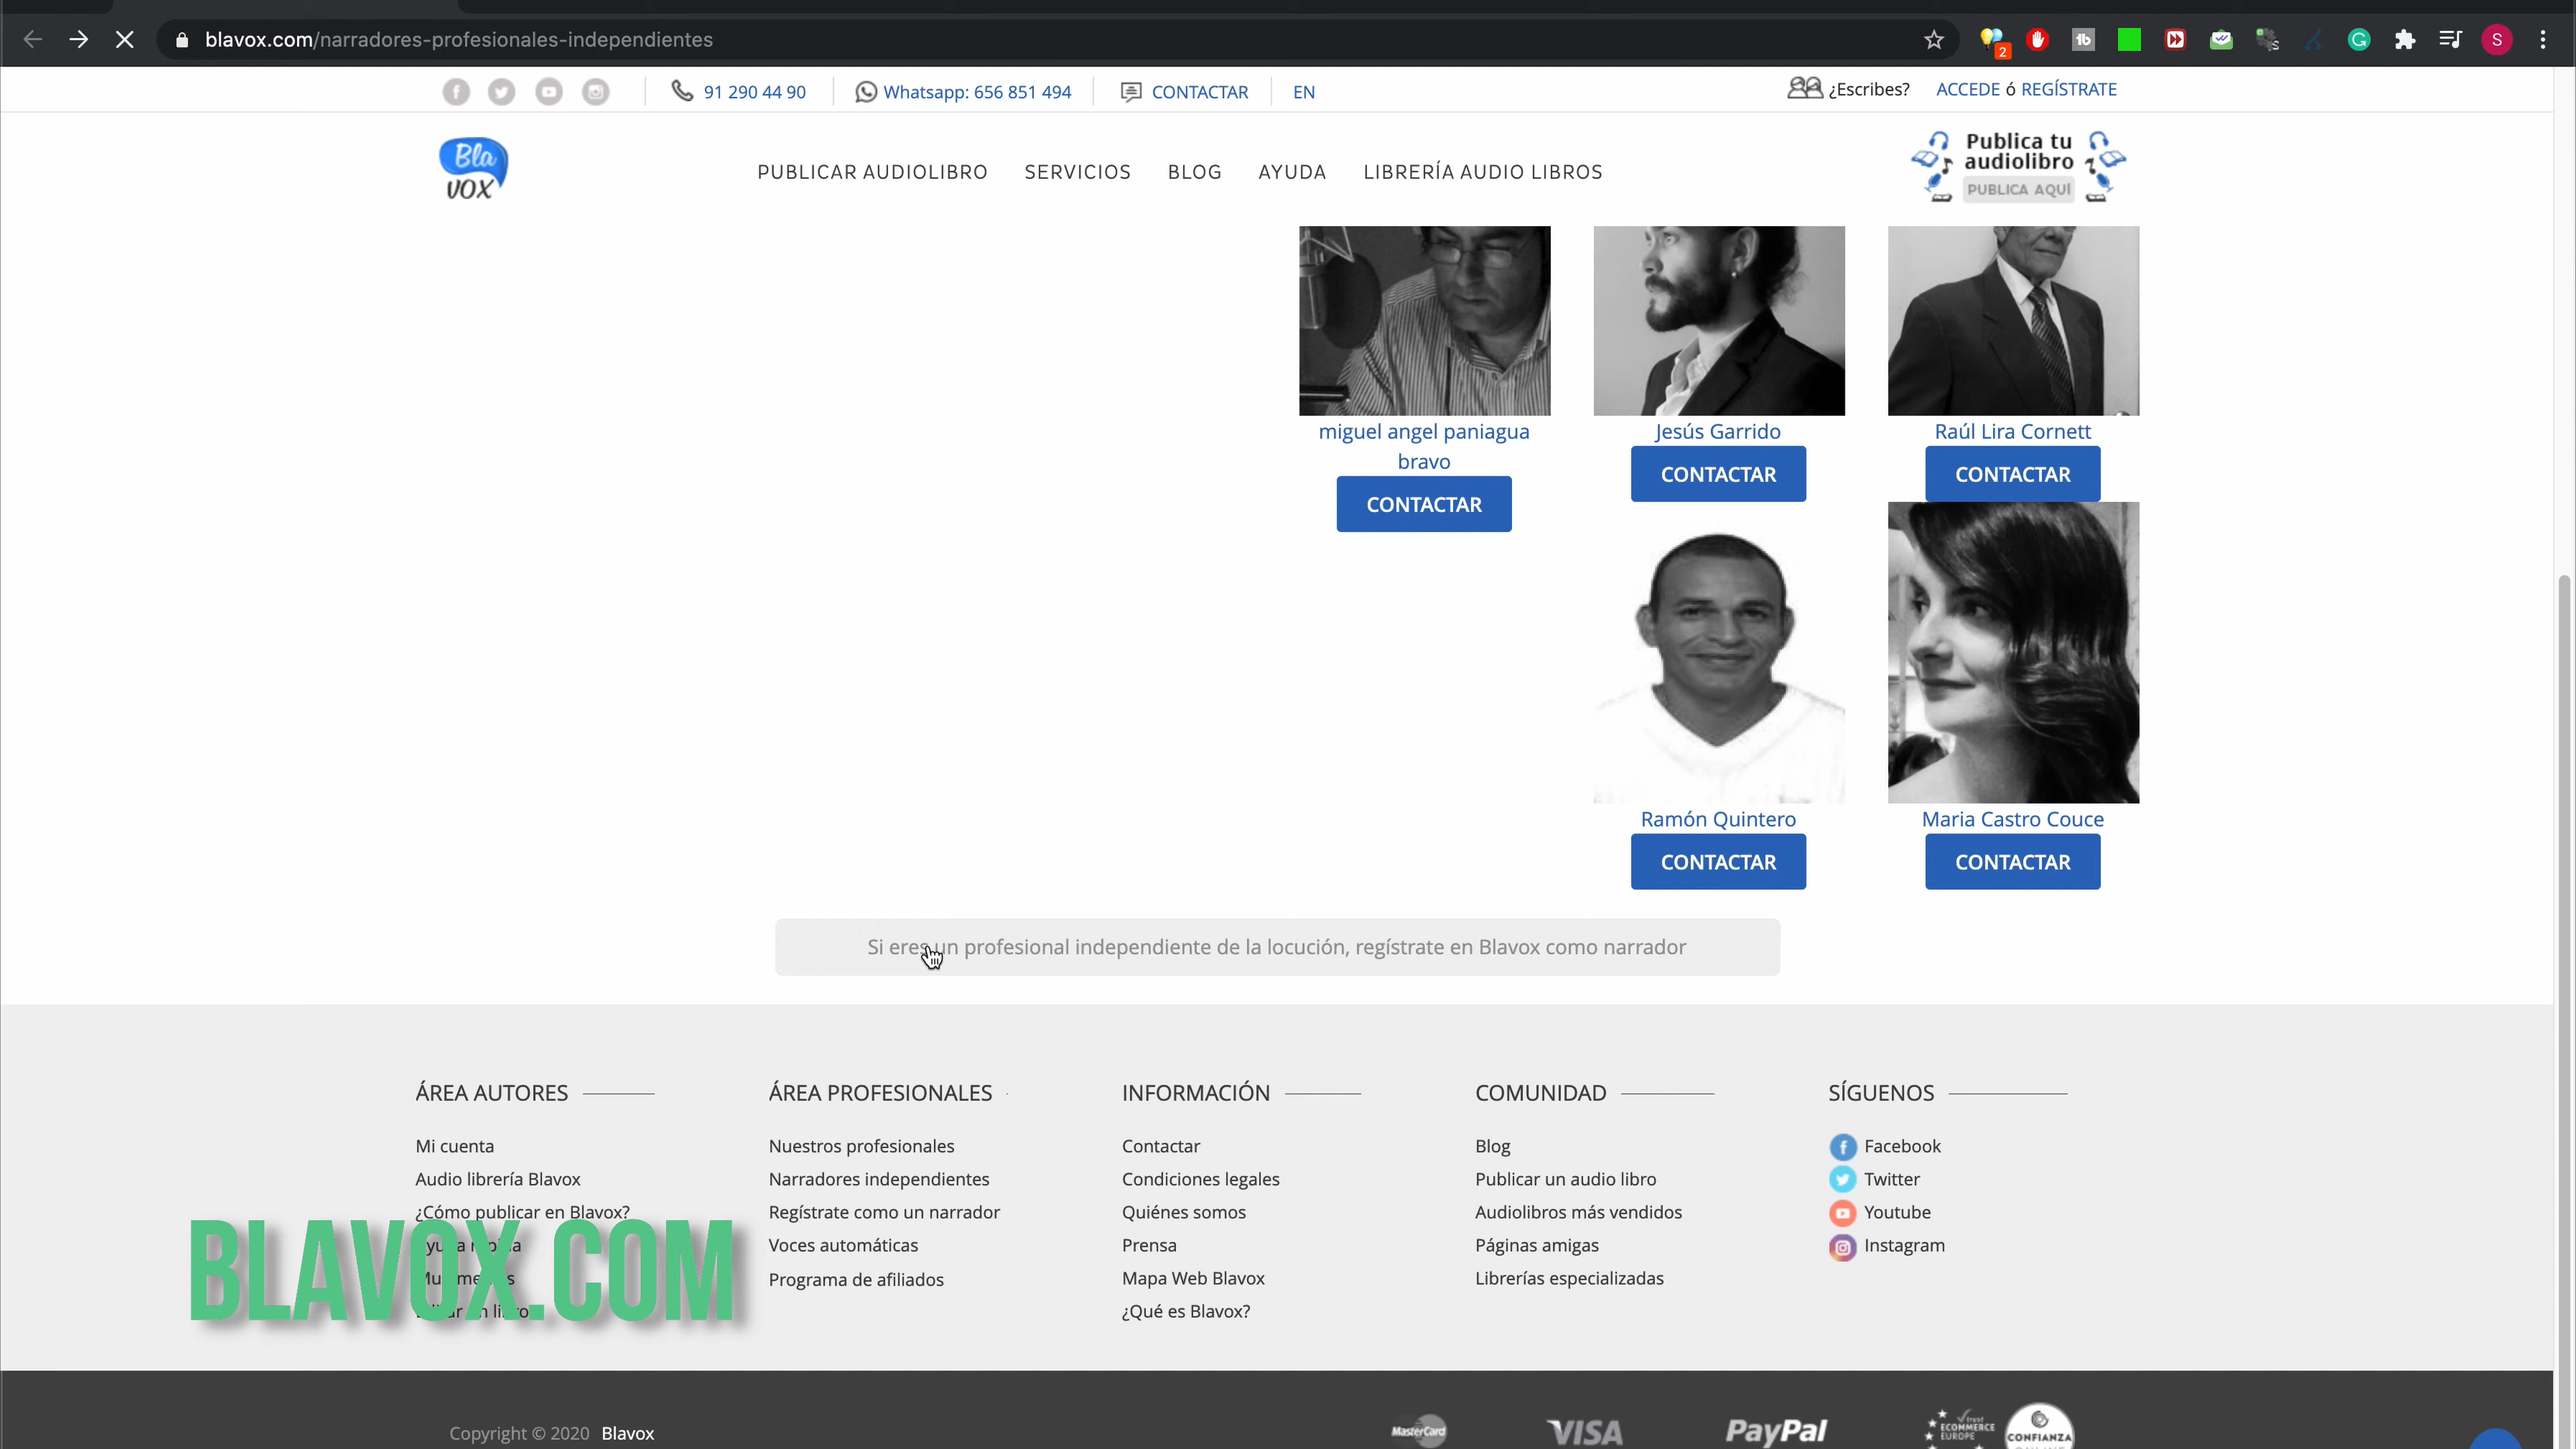 blavox.com/narradores-profesionales-independientes
2
S
91 290 44 90
Whatsapp: 656 851 494
CONTACTAR
EN
¿Escribes?
ACCEDE ó REGÍSTRATE
Bla
VOX
PUBLICAR AUDIOLIBRO
SERVICIOS
BLOG
AYUDA
LIBRERÍA AUDIO LIBROS
Publica tu
audiolibro
PUBLICA AQUÍ
miguel angel paniagua
bravo
CONTACTAR
Jesús Garrido
CONTACTAR
Raúl Lira Cornett
CONTACTAR
Ramón Quintero
CONTACTAR
Maria Castro Couce
CONTACTAR
Si eres un profesional independiente de la locución, regístrate en Blavox como narrador
ÁREA AUTORES
Mi cuenta
Audio librería Blavox
¿Cómo publicar en Blavox?
BLAVOX.COM
ÁREA PROFESIONALES
Nuestros profesionales
Narradores independientes
Regístrate como un narrador
Voces automáticas
Programa de afiliados
INFORMACIÓN
Contactar
Condiciones legales
Quiénes somos
Prensa
Mapa Web Blavox
¿Qué es Blavox?
COMUNIDAD
Blog
Publicar un audio libro
Audiolibros más vendidos
Páginas amigas
Librerías especializadas
SÍGUENOS
Facebook
Twitter
Youtube
Instagram
Copyright © 2020 Blavox
MasterCard
VISA
PayPal
trust
ECOMMERCE
EUROPE
CONFIANZA